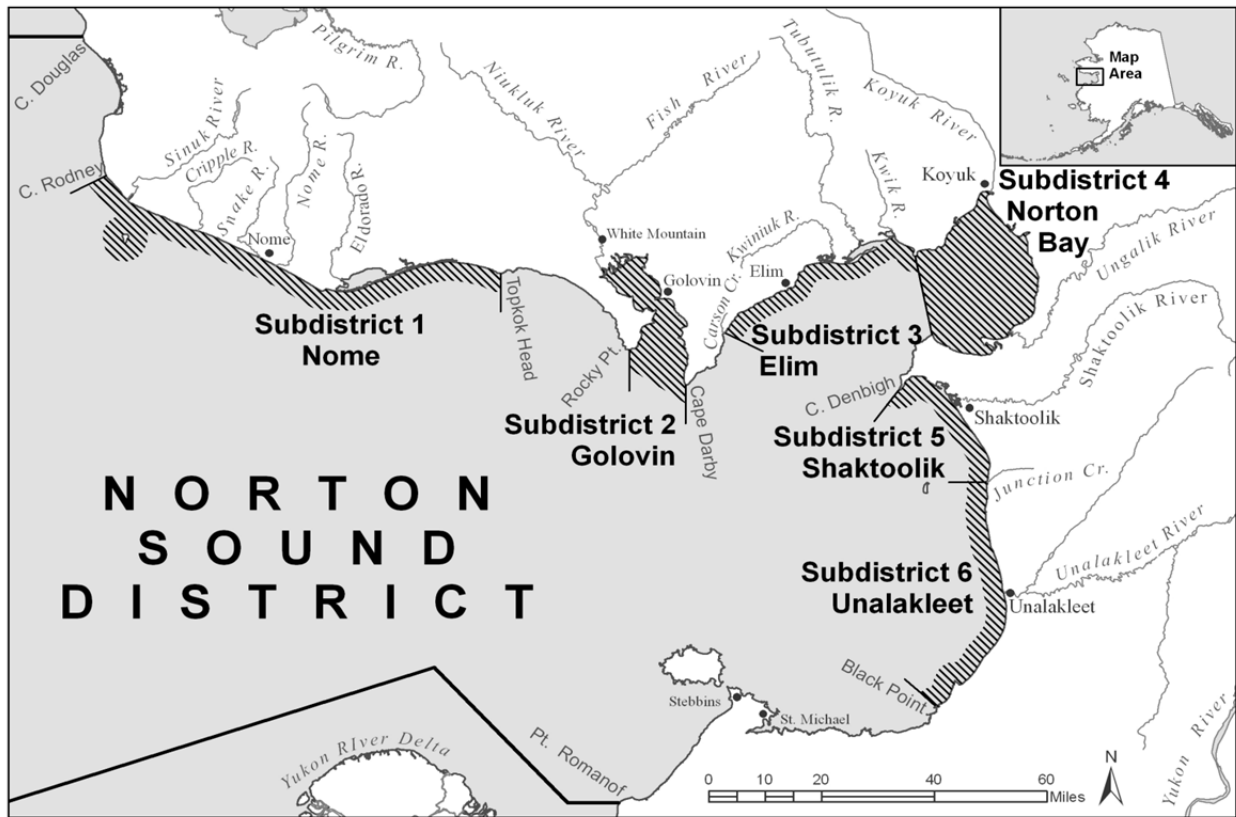 C. Douglas
Pilgrim R.
Niukluk River
Fish River
Tubutulik R.
Koyuk River
Map
Area
Sinuk River
Cripple R.
Snake R.
Nome R.
Eldorado R.
C. Rodney
Nome
White Mountain
Golovin
Kwiniuk R.
Carson Cr.
Elim
Kwik R.
Koyuk
Subdistrict 4
Norton
Bay
Ungalik River
Shaktoolik River
Subdistrict 1
Nome
Topkok Head
Rocky Pt.
Subdistrict 2
Golovin
Cape Darby
Subdistrict 3
Elim
C. Denbigh
Shaktoolik
Subdistrict 5
Shaktoolik
Junction Cr.
NORTON
SOUND
DISTRICT
Subdistrict 6
Unalakleet
Unalakleet River
Unalakleet
Black Point
Stebbins
St. Michael
Pt. Romanof
Yukon RIver Delta
Yukon River
N
0 10 20 40 60
Miles